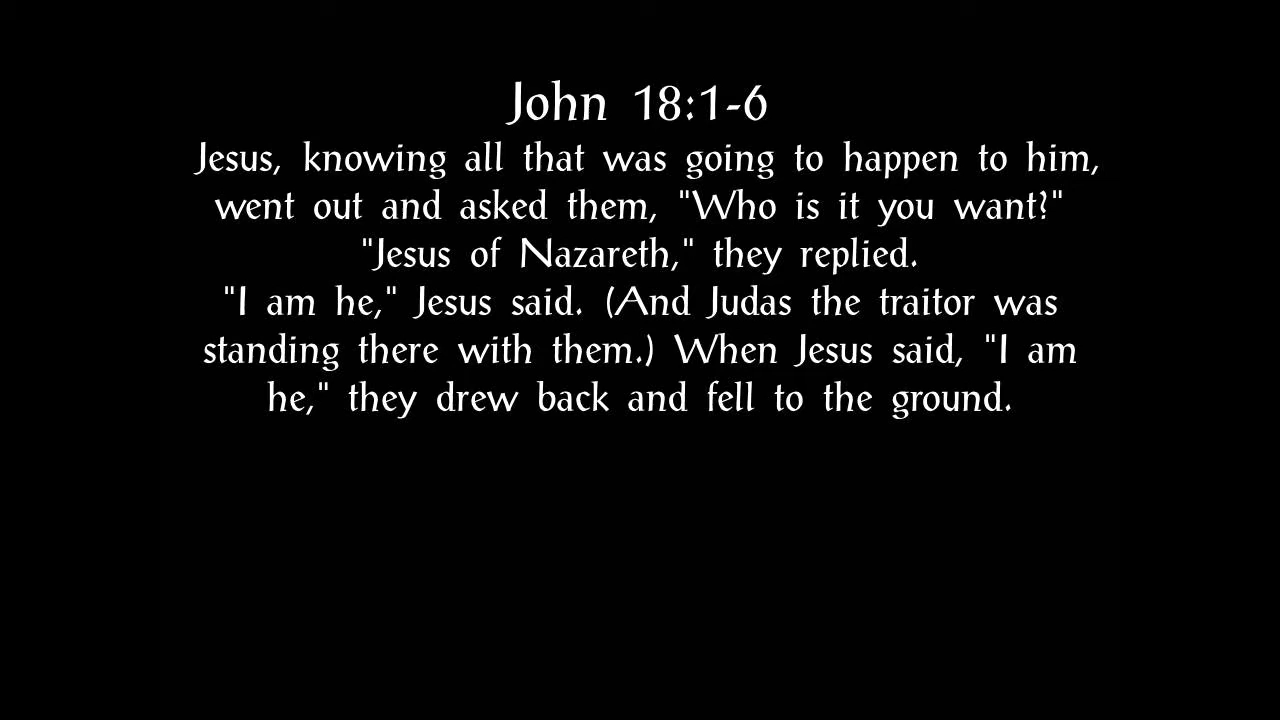 John 18:1-6
Jesus, knowing all that was going to happen to him,
went out and asked them, "Who is it you want?"
"Jesus of Nazareth," they replied.
"I am he," Jesus said. (And Judas the traitor was
standing there with them.) When Jesus said, "I am
he," they drew back and fell to the ground.